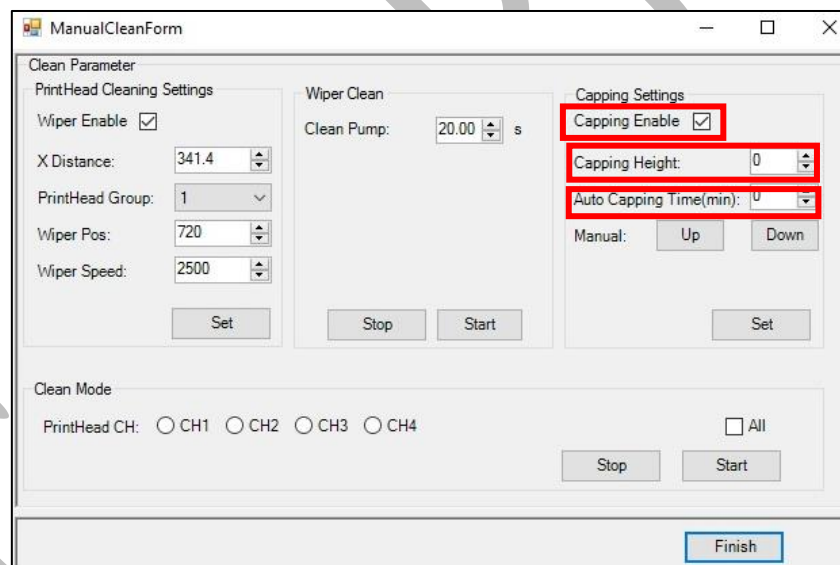 ManualCleanForm
Clean Parameter
PrintHead Cleaning Settings
Wiper Enable
X Distance: 341.4
PrintHead Group: 1
Wiper Pos: 720
Wiper Speed: 2500
Set
Wiper Clean
Clean Pump: 20.00 s
Stop Start
Capping Settings
Capping Enable
Capping Height: 0
Auto Capping Time(min): 0
Manual: Up Down
Set
Clean Mode
PrintHead CH: CH1 CH2 CH3 CH4 All
Stop Start
Finish